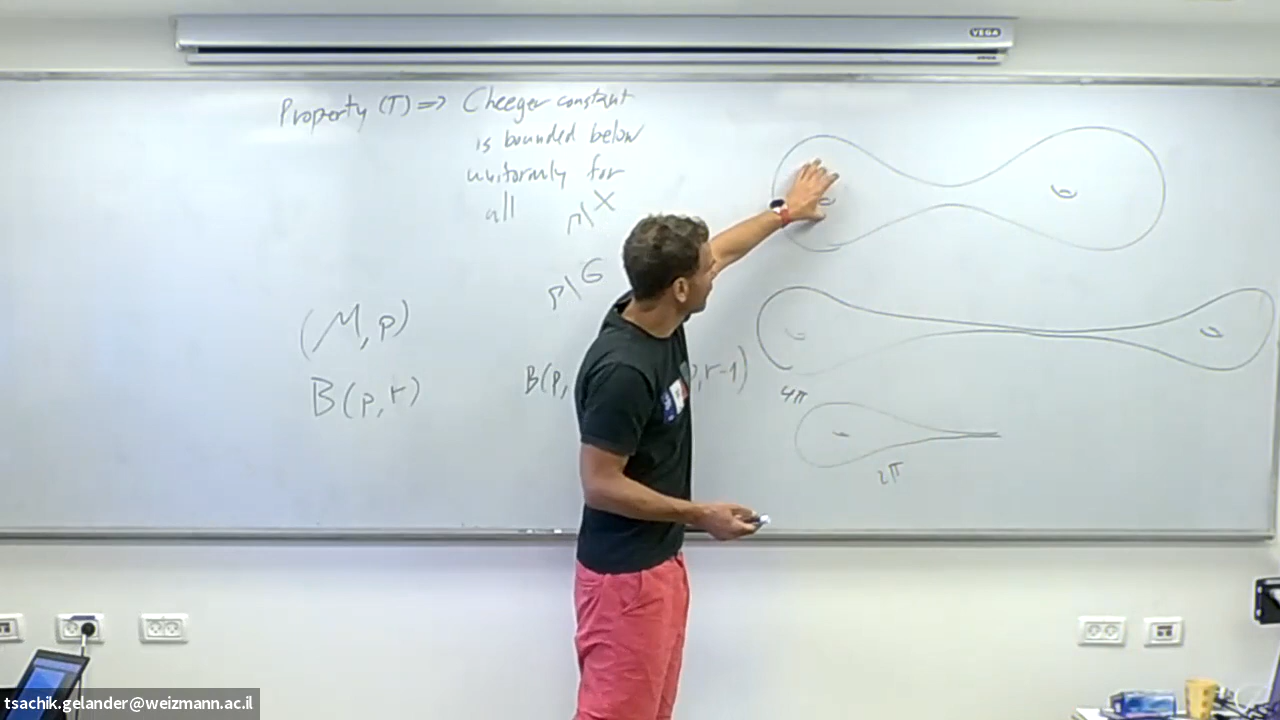 VEGA
Property (T) => Cheeger constant
is bounded below
uniformly for
all Γ\X
Γ\G
(M, p)
B(p, r)
B(p,
p, r-1)
4π
2π
tsachik.gelander@weizmann.ac.il